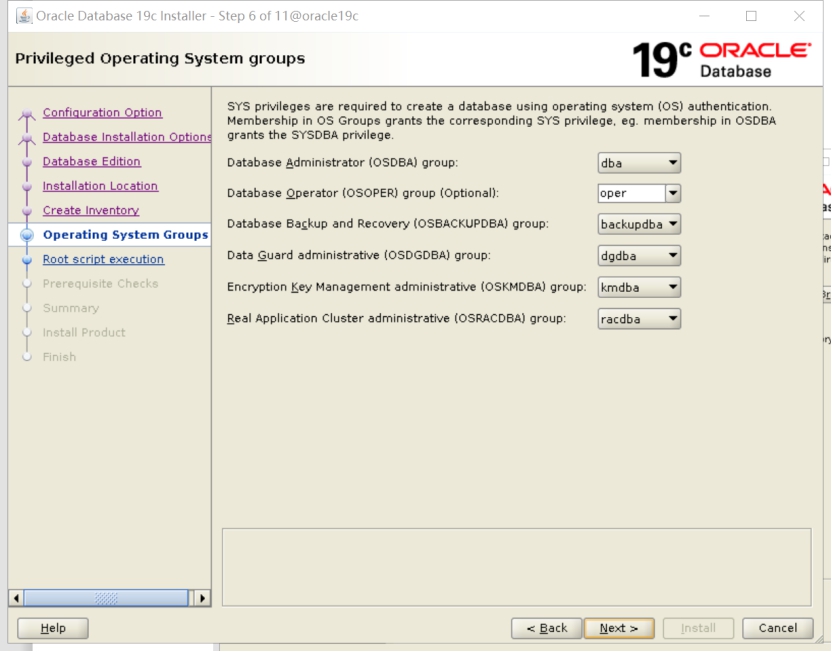 Oracle Database 19c Installer - Step 6 of 11@oracle19c
Privileged Operating System groups
19c ORACLE
Database
Configuration Option
Database Installation Options
Database Edition
Installation Location
Create Inventory
Operating System Groups
Root script execution
Prerequisite Checks
Summary
Install Product
Finish
SYS privileges are required to create a database using operating system (OS) authentication.
Membership in OS Groups grants the corresponding SYS privilege, eg. membership in OSDBA
grants the SYSDBA privilege.
Database Administrator (OSDBA) group: dba
Database Operator (OSOPER) group (Optional): oper
Database Backup and Recovery (OSBACKUPDBA) group: backupdba
Data Guard administrative (OSDGDBA) group: dgdba
Encryption Key Management administrative (OSKMDBA) group: kmdba
Real Application Cluster administrative (OSRACDBA) group: racdba
Help
< Back
Next >
Install
Cancel